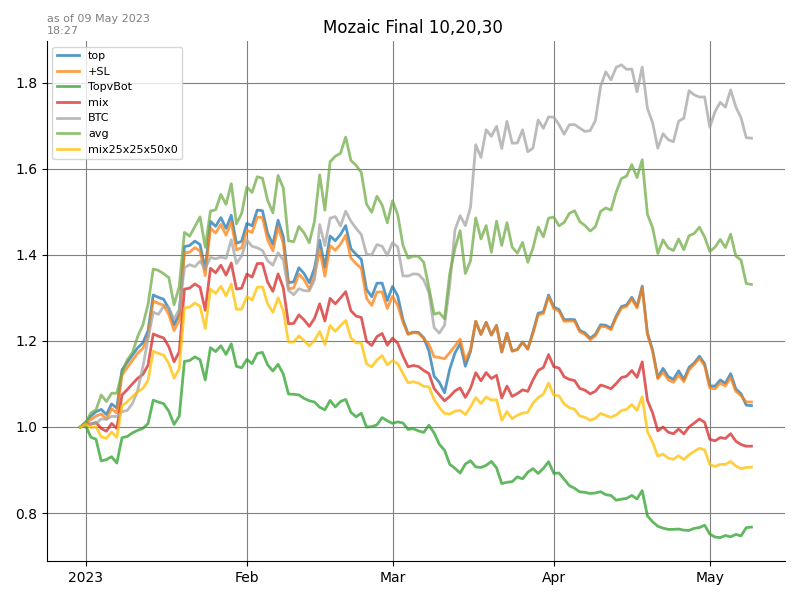 as of 09 May 2023
18:27
Mozaic Final 10,20,30
top
+SL
TopvBot
mix
BTC
avg
mix25x25x50x0
1.8
1.6
1.4
1.2
1.0
0.8
2023
Feb
Mar
Apr
May